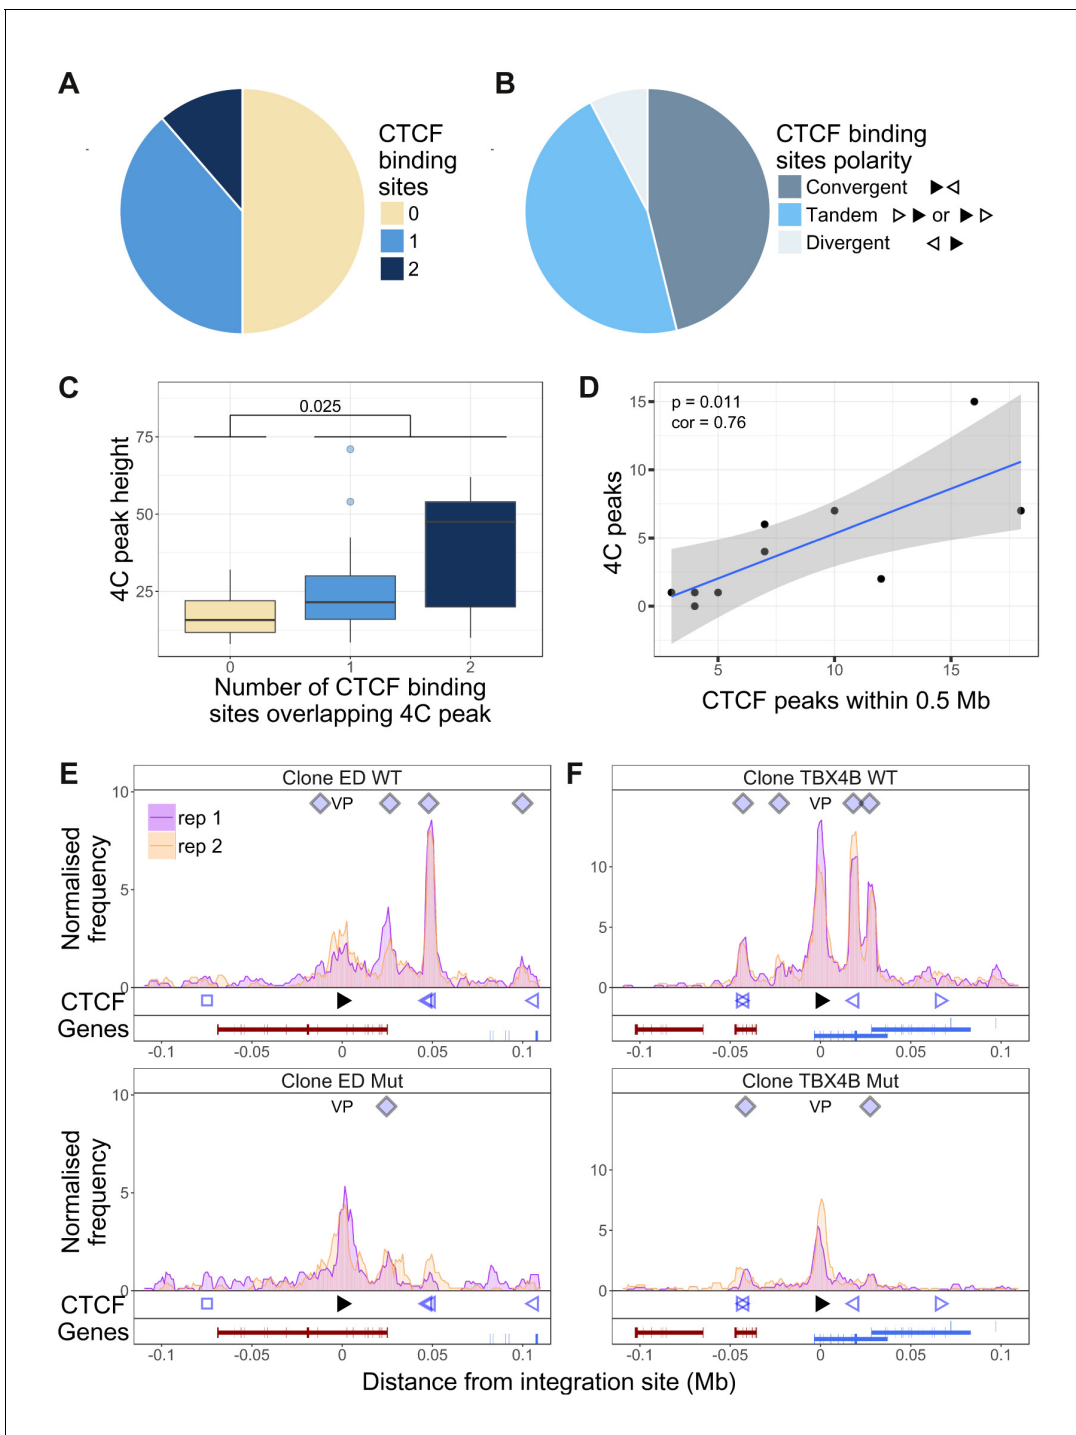 A
CTCF
binding
sites
0
1
2
B
CTCF binding
sites polarity
Convergent
Tandem or
Divergent
C
4C peak height
75
50
25
0.025
0 1 2
Number of CTCF binding
sites overlapping 4C peak
D
4C peaks
15
10
5
0
p = 0.011
cor = 0.76
5 10 15
CTCF peaks within 0.5 Mb
E
Clone ED WT
VP
rep 1
rep 2
Normalised
frequency
10
5
0
CTCF
Genes
-0.1 -0.05 0 0.05 0.1
F
Clone TBX4B WT
VP
10
5
0
-0.1 -0.05 0 0.05 0.1
Clone ED Mut
VP
Normalised
frequency
10
5
0
CTCF
Genes
-0.1 -0.05 0 0.05 0.1
Clone TBX4B Mut
VP
10
5
0
-0.1 -0.05 0 0.05 0.1
Distance from integration site (Mb)